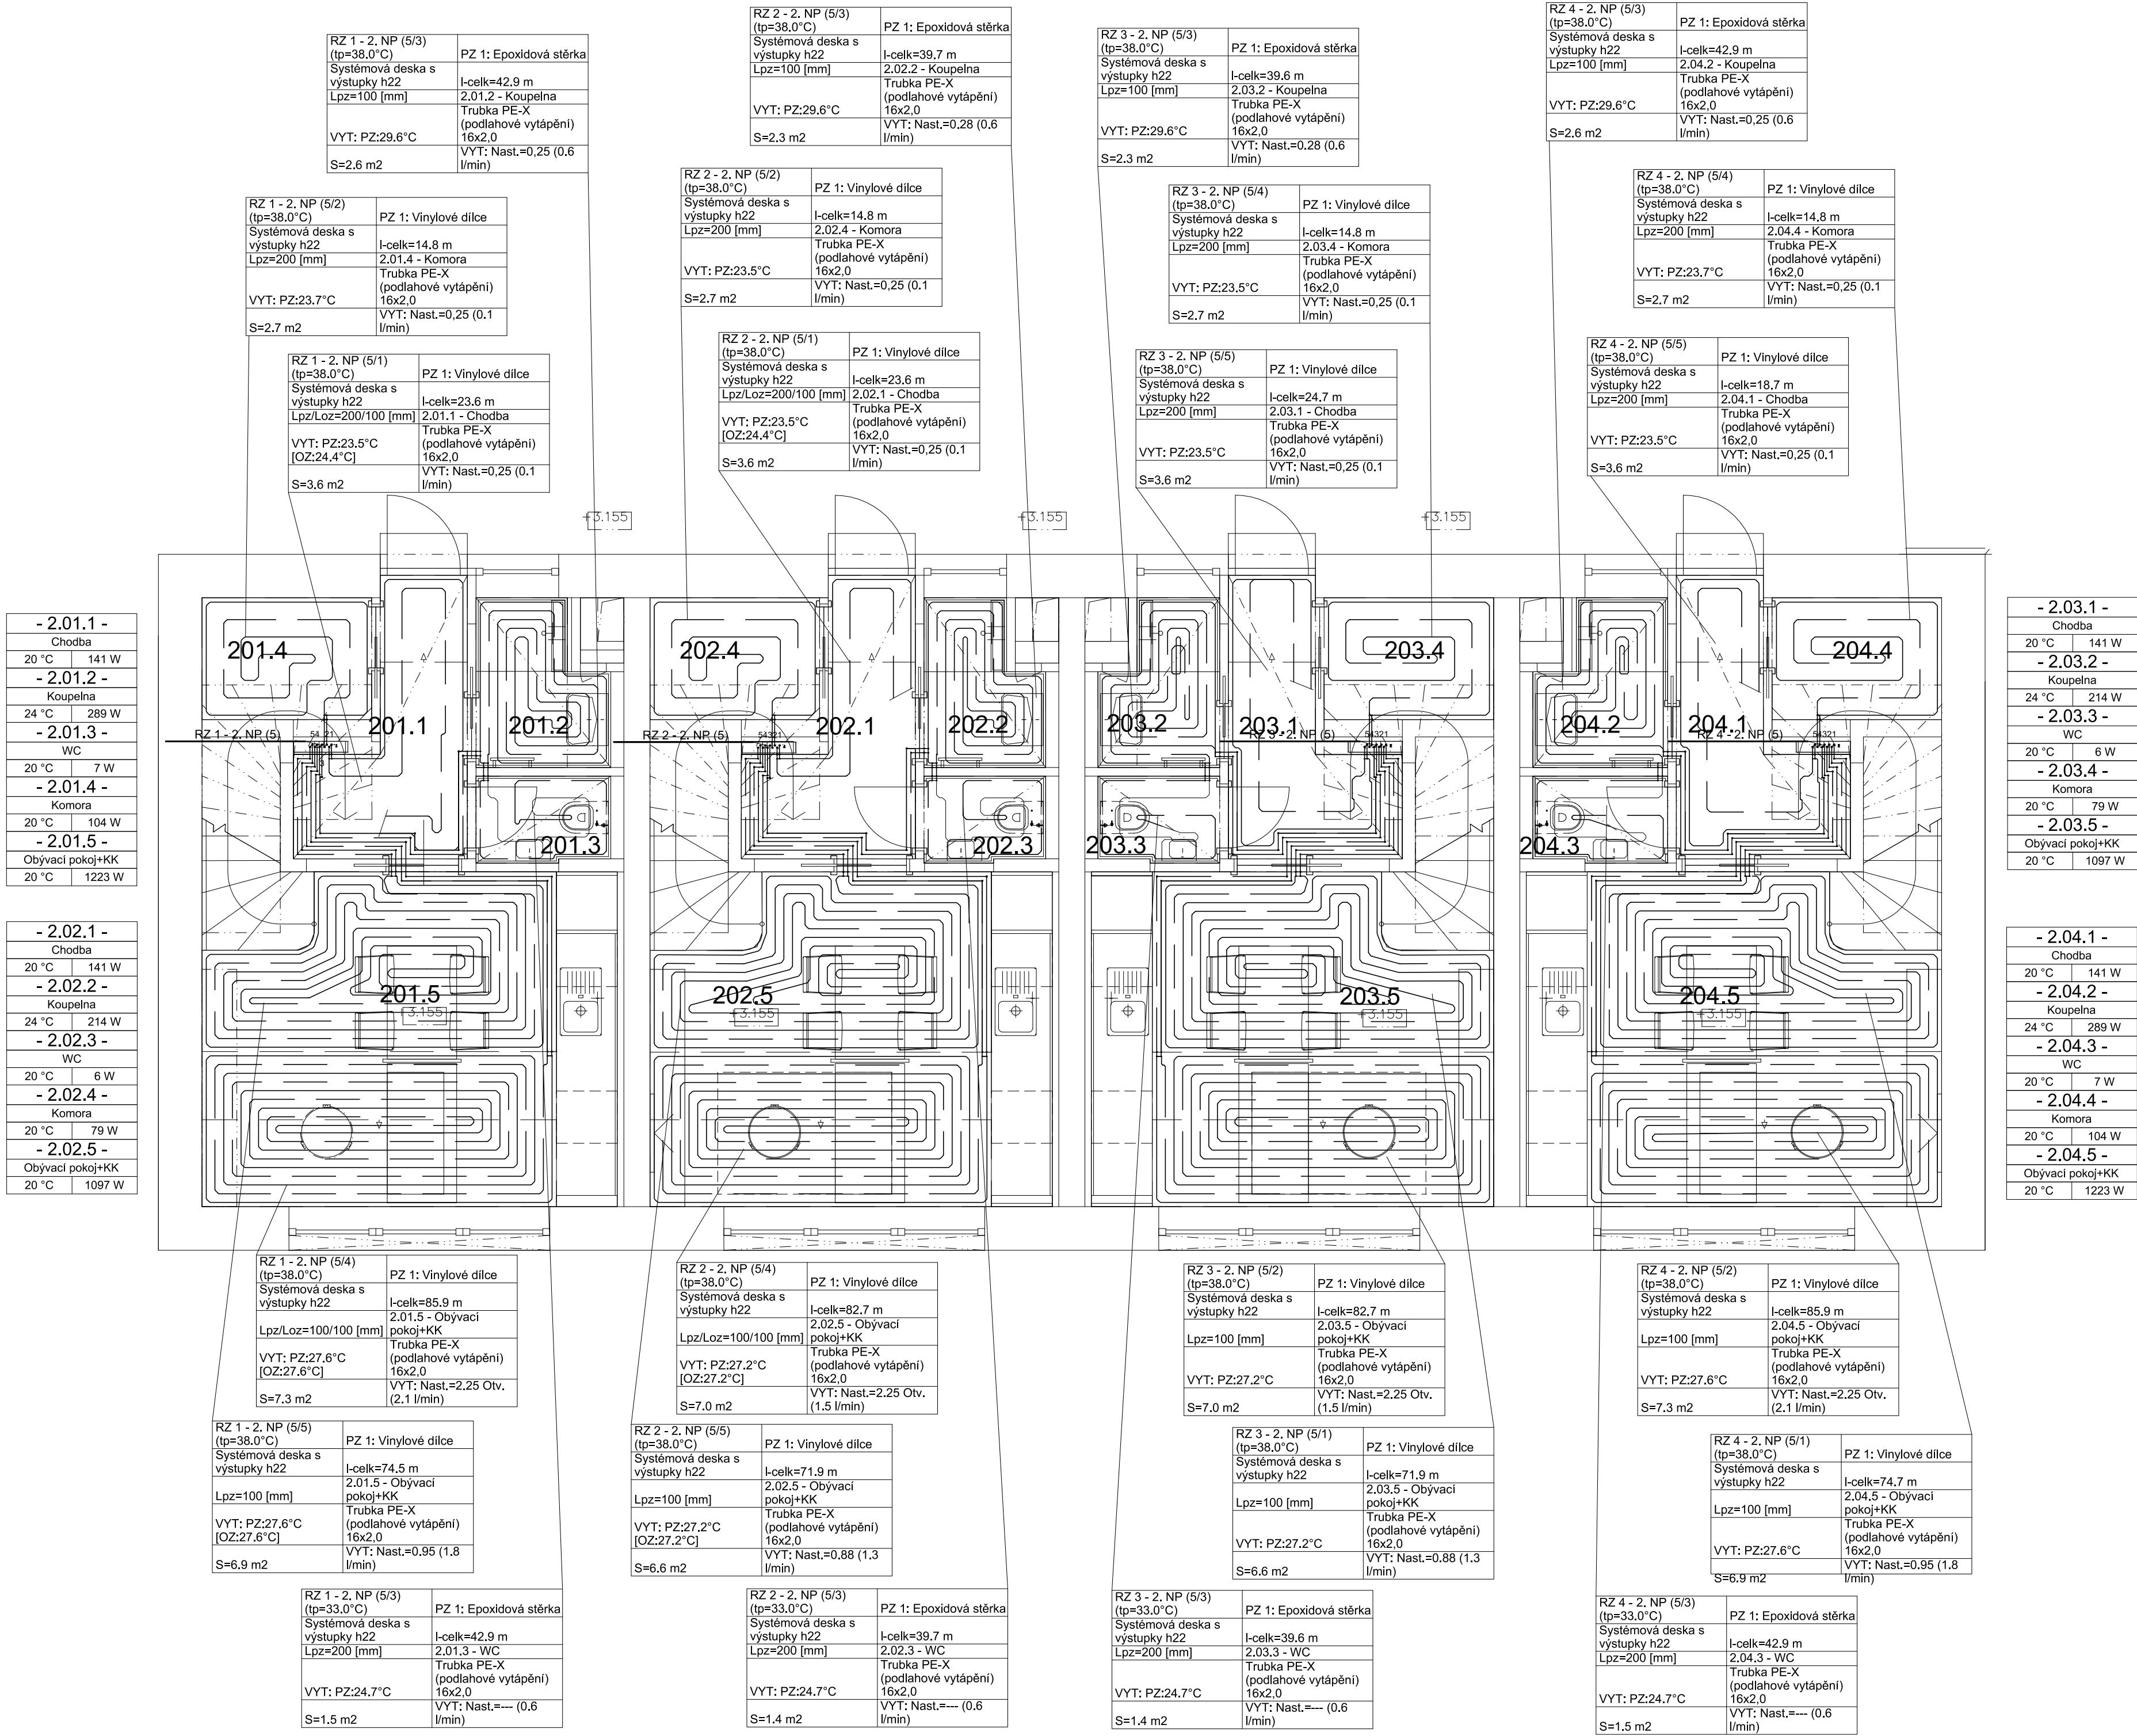 RZ 1 - 2. NP (5/3)
(tp=38.0°C)
PZ 1: Epoxidová stěrka
Systémová deska s
výstupky h22
l-celk=42.9 m
Lpz=100 [mm]
2.01.2 - Koupelna
VYT: PZ:29.6°C
Trubka PE-X
(podlahové vytápění)
16x2,0
S=2.6 m2
VYT: Nast.=0,25 (0.6
l/min)
RZ 2 - 2. NP (5/3)
(tp=38.0°C)
PZ 1: Epoxidová stěrka
Systémová deska s
výstupky h22
l-celk=39.7 m
Lpz=100 [mm]
2.02.2 - Koupelna
VYT: PZ:29.6°C
Trubka PE-X
(podlahové vytápění)
16x2,0
S=2.3 m2
VYT: Nast.=0.28 (0.6
l/min)
RZ 3 - 2. NP (5/3)
(tp=38.0°C)
PZ 1: Epoxidová stěrka
Systémová deska s
výstupky h22
l-celk=39.6 m
Lpz=100 [mm]
2.03.2 - Koupelna
VYT: PZ:29.6°C
Trubka PE-X
(podlahové vytápění)
16x2,0
S=2.3 m2
VYT: Nast.=0.28 (0.6
l/min)
RZ 4 - 2. NP (5/3)
(tp=38.0°C)
PZ 1: Epoxidová stěrka
Systémová deska s
výstupky h22
l-celk=42,9 m
Lpz=100 [mm]
2.04.2 - Koupelna
VYT: PZ:29.6°C
Trubka PE-X
(podlahové vytápění)
16x2,0
S=2.6 m2
VYT: Nast.=0,25 (0.6
l/min)
RZ 1 - 2. NP (5/2)
(tp=38.0°C)
PZ 1: Vinylové dílce
Systémová deska s
výstupky h22
l-celk=14.8 m
Lpz=200 [mm]
2.01.4 - Komora
VYT: PZ:23.7°C
Trubka PE-X
(podlahové vytápění)
16x2,0
S=2.7 m2
VYT: Nast.=0,25 (0.1
l/min)
RZ 2 - 2. NP (5/2)
(tp=38.0°C)
PZ 1: Vinylové dílce
Systémová deska s
výstupky h22
l-celk=14.8 m
Lpz=200 [mm]
2.02.4 - Komora
VYT: PZ:23.5°C
Trubka PE-X
(podlahové vytápění)
16x2,0
S=2.7 m2
VYT: Nast.=0,25 (0.1
l/min)
RZ 3 - 2. NP (5/4)
(tp=38.0°C)
PZ 1: Vinylové dílce
Systémová deska s
výstupky h22
l-celk=14.8 m
Lpz=200 [mm]
2.03.4 - Komora
VYT: PZ:23.5°C
Trubka PE-X
(podlahové vytápění)
16x2,0
S=2.7 m2
VYT: Nast.=0,25 (0.1
l/min)
RZ 4 - 2. NP (5/4)
(tp=38.0°C)
PZ 1: Vinylové dílce
Systémová deska s
výstupky h22
l-celk=14.8 m
Lpz=200 [mm]
2.04.4 - Komora
VYT: PZ:23.7°C
Trubka PE-X
(podlahové vytápění)
16x2,0
S=2.7 m2
VYT: Nast.=0,25 (0.1
l/min)
RZ 1 - 2. NP (5/1)
(tp=38.0°C)
PZ 1: Vinylové dílce
Systémová deska s
výstupky h22
l-celk=23.6 m
Lpz/Loz=200/100 [mm]
2.01.1 - Chodba
VYT: PZ:23.5°C
[OZ:24.4°C]
Trubka PE-X
(podlahové vytápění)
16x2,0
S=3.6 m2
VYT: Nast.=0,25 (0.1
l/min)
RZ 2 - 2. NP (5/1)
(tp=38.0°C)
PZ 1: Vinylové dílce
Systémová deska s
výstupky h22
l-celk=23.6 m
Lpz/Loz=200/100 [mm]
2.02.1 - Chodba
VYT: PZ:23.5°C
[OZ:24.4°C]
Trubka PE-X
(podlahové vytápění)
16x2,0
S=3.6 m2
VYT: Nast.=0,25 (0.1
l/min)
RZ 3 - 2. NP (5/5)
(tp=38.0°C)
PZ 1: Vinylové dílce
Systémová deska s
výstupky h22
l-celk=24.7 m
Lpz=200 [mm]
2.03.1 - Chodba
VYT: PZ:23.5°C
Trubka PE-X
(podlahové vytápění)
16x2,0
S=3.6 m2
VYT: Nast.=0,25 (0.1
l/min)
RZ 4 - 2. NP (5/5)
(tp=38.0°C)
PZ 1: Vinylové dílce
Systémová deska s
výstupky h22
l-celk=18.7 m
Lpz=200 [mm]
2.04.1 - Chodba
VYT: PZ:23.5°C
Trubka PE-X
(podlahové vytápění)
16x2,0
S=3.6 m2
VYT: Nast.=0,25 (0.1
l/min)
+3.155
+3.155
+3.155
- 2.01.1 -
Chodba
20 °C 141 W
- 2.01.2 -
Koupelna
24 °C 289 W
- 2.01.3 -
WC
20 °C 7 W
- 2.01.4 -
Komora
20 °C 104 W
- 2.01.5 -
Obývací pokoj+KK
20 °C 1223 W
- 2.02.1 -
Chodba
20 °C 141 W
- 2.02.2 -
Koupelna
24 °C 214 W
- 2.02.3 -
WC
20 °C 6 W
- 2.02.4 -
Komora
20 °C 79 W
- 2.02.5 -
Obývací pokoj+KK
20 °C 1097 W
201.4
201.1
201.2
RZ 1 - 2. NP (5)
54 21
201.3
201.5
+3.155
202.4
202.1
202.2
RZ 2 - 2. NP (5)
54321
202.3
202.5
+3.155
203.4
203.2
203.1
RZ 3 - 2. NP (5)
54321
203.3
203.5
+3.155
204.4
204.2
204.1
RZ 4 - 2. NP (5)
54321
204.3
204.5
+3.155
- 2.03.1 -
Chodba
20 °C 141 W
- 2.03.2 -
Koupelna
24 °C 214 W
- 2.03.3 -
WC
20 °C 6 W
- 2.03.4 -
Komora
20 °C 79 W
- 2.03.5 -
Obývací pokoj+KK
20 °C 1097 W
- 2.04.1 -
Chodba
20 °C 141 W
- 2.04.2 -
Koupelna
24 °C 289 W
- 2.04.3 -
WC
20 °C 7 W
- 2.04.4 -
Komora
20 °C 104 W
- 2.04.5 -
Obývací pokoj+KK
20 °C 1223 W
RZ 1 - 2. NP (5/4)
(tp=38.0°C)
PZ 1: Vinylové dílce
Systémová deska s
výstupky h22
l-celk=85.9 m
Lpz/Loz=100/100 [mm]
2.01.5 - Obývací
pokoj+KK
VYT: PZ:27.6°C
[OZ:27.6°C]
Trubka PE-X
(podlahové vytápění)
16x2,0
S=7.3 m2
VYT: Nast.=2.25 Otv.
(2.1 l/min)
RZ 2 - 2. NP (5/4)
(tp=38.0°C)
PZ 1: Vinylové dílce
Systémová deska s
výstupky h22
l-celk=82.7 m
Lpz/Loz=100/100 [mm]
2.02.5 - Obývací
pokoj+KK
VYT: PZ:27.2°C
[OZ:27.2°C]
Trubka PE-X
(podlahové vytápění)
16x2,0
S=7.0 m2
VYT: Nast.=2.25 Otv.
(1.5 l/min)
RZ 3 - 2. NP (5/2)
(tp=38.0°C)
PZ 1: Vinylové dílce
Systémová deska s
výstupky h22
l-celk=82.7 m
Lpz=100 [mm]
2.03.5 - Obývací
pokoj+KK
VYT: PZ:27.2°C
Trubka PE-X
(podlahové vytápění)
16x2,0
S=7.0 m2
VYT: Nast.=2.25 Otv.
(1.5 l/min)
RZ 4 - 2. NP (5/2)
(tp=38.0°C)
PZ 1: Vinylové dílce
Systémová deska s
výstupky h22
l-celk=85.9 m
Lpz=100 [mm]
2.04.5 - Obývací
pokoj+KK
VYT: PZ:27.6°C
Trubka PE-X
(podlahové vytápění)
16x2,0
S=7.3 m2
VYT: Nast.=2.25 Otv.
(2.1 l/min)
RZ 1 - 2. NP (5/5)
(tp=38.0°C)
PZ 1: Vinylové dílce
Systémová deska s
výstupky h22
l-celk=74.5 m
Lpz=100 [mm]
2.01.5 - Obývací
pokoj+KK
VYT: PZ:27.6°C
[OZ:27.6°C]
Trubka PE-X
(podlahové vytápění)
16x2,0
S=6.9 m2
VYT: Nast.=0.95 (1.8
l/min)
RZ 2 - 2. NP (5/5)
(tp=38.0°C)
PZ 1: Vinylové dílce
Systémová deska s
výstupky h22
l-celk=71.9 m
Lpz=100 [mm]
2.02.5 - Obývací
pokoj+KK
VYT: PZ:27.2°C
[OZ:27.2°C]
Trubka PE-X
(podlahové vytápění)
16x2,0
S=6.6 m2
VYT: Nast.=0.88 (1.3
l/min)
RZ 3 - 2. NP (5/1)
(tp=38.0°C)
PZ 1: Vinylové dílce
Systémová deska s
výstupky h22
l-celk=71.9 m
Lpz=100 [mm]
2.03.5 - Obývací
pokoj+KK
VYT: PZ:27.2°C
Trubka PE-X
(podlahové vytápění)
16x2,0
S=6.6 m2
VYT: Nast.=0.88 (1.3
l/min)
RZ 4 - 2. NP (5/1)
(tp=38.0°C)
PZ 1: Vinylové dílce
Systémová deska s
výstupky h22
l-celk=74.7 m
Lpz=100 [mm]
2.04.5 - Obývací
pokoj+KK
VYT: PZ:27.6°C
Trubka PE-X
(podlahové vytápění)
16x2,0
S=6.9 m2
VYT: Nast.=0.95 (1.8
l/min)
RZ 1 - 2. NP (5/3)
(tp=33.0°C)
PZ 1: Epoxidová stěrka
Systémová deska s
výstupky h22
l-celk=42.9 m
Lpz=200 [mm]
2.01.3 - WC
VYT: PZ:24.7°C
Trubka PE-X
(podlahové vytápění)
16x2,0
S=1.5 m2
VYT: Nast.=--- (0.6
l/min)
RZ 2 - 2. NP (5/3)
(tp=33.0°C)
PZ 1: Epoxidová stěrka
Systémová deska s
výstupky h22
l-celk=39.7 m
Lpz=200 [mm]
2.02.3 - WC
VYT: PZ:24.7°C
Trubka PE-X
(podlahové vytápění)
16x2,0
S=1.4 m2
VYT: Nast.=--- (0.6
l/min)
RZ 3 - 2. NP (5/3)
(tp=33.0°C)
PZ 1: Epoxidová stěrka
Systémová deska s
výstupky h22
l-celk=39.6 m
Lpz=200 [mm]
2.03.3 - WC
VYT: PZ:24.7°C
Trubka PE-X
(podlahové vytápění)
16x2,0
S=1.4 m2
VYT: Nast.=--- (0.6
l/min)
RZ 4 - 2. NP (5/3)
(tp=33.0°C)
PZ 1: Epoxidová stěrka
Systémová deska s
výstupky h22
l-celk=42.9 m
Lpz=200 [mm]
2.04.3 - WC
VYT: PZ:24.7°C
Trubka PE-X
(podlahové vytápění)
16x2,0
S=1.5 m2
VYT: Nast.=--- (0.6
l/min)